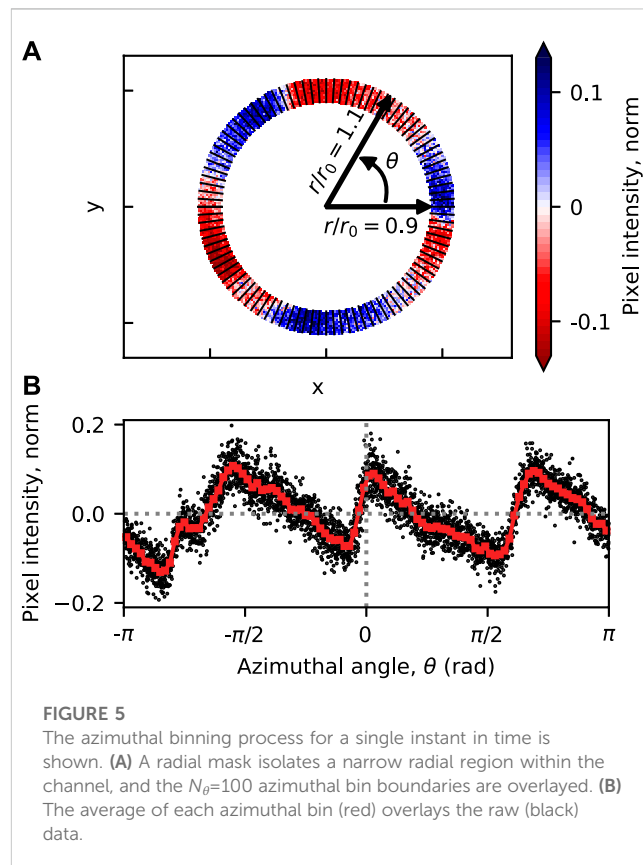 A
r/r0 = 1.1
θ
r/r0 = 0.9
y
x
0.1
0
-0.1
Pixel intensity, norm
B
0.2
0.0
−0.2
Pixel intensity, norm
-π
-π/2
0
π/2
π
Azimuthal angle, θ (rad)
FIGURE 5
The azimuthal binning process for a single instant in time is
shown. (A) A radial mask isolates a narrow radial region within the
channel, and the Nθ=100 azimuthal bin boundaries are overlayed. (B)
The average of each azimuthal bin (red) overlays the raw (black)
data.